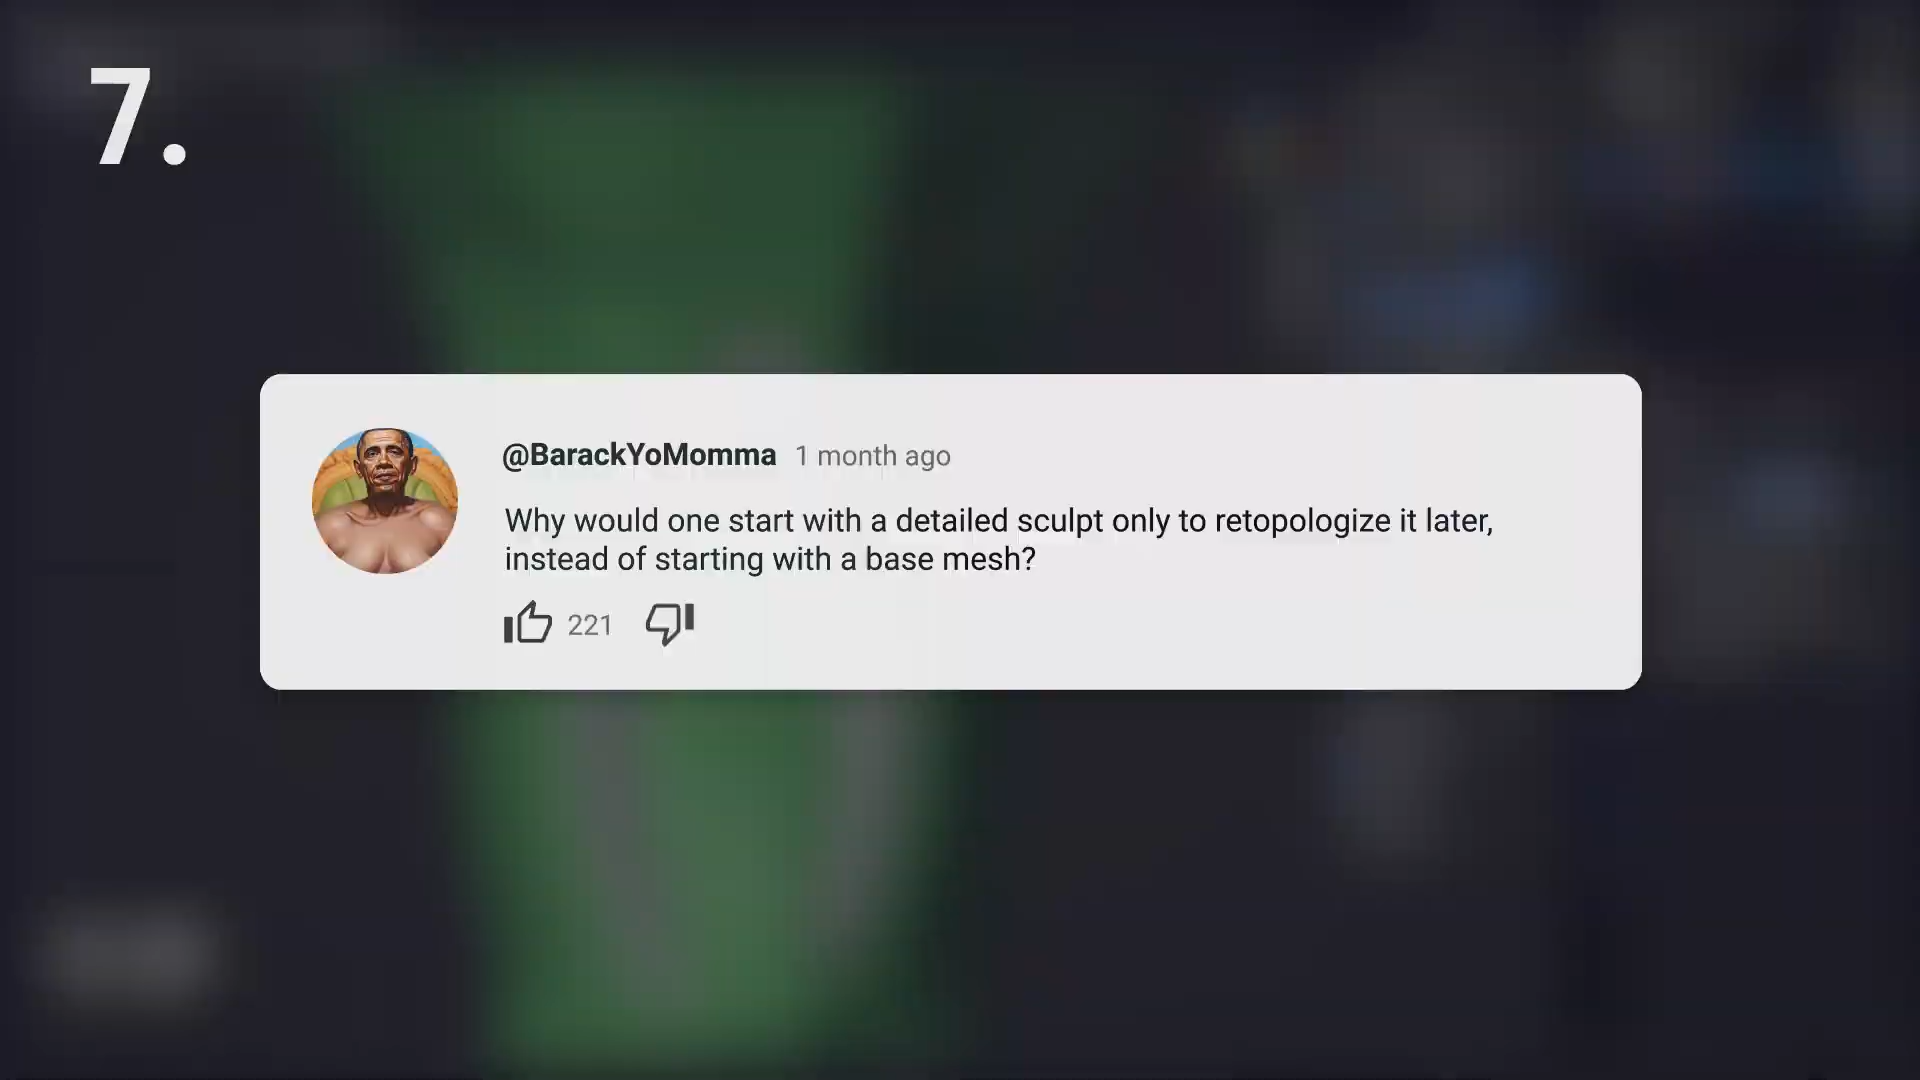 7.
@BarackYoMomma 1 month ago
Why would one start with a detailed sculpt only to retopologize it later,
instead of starting with a base mesh?
221